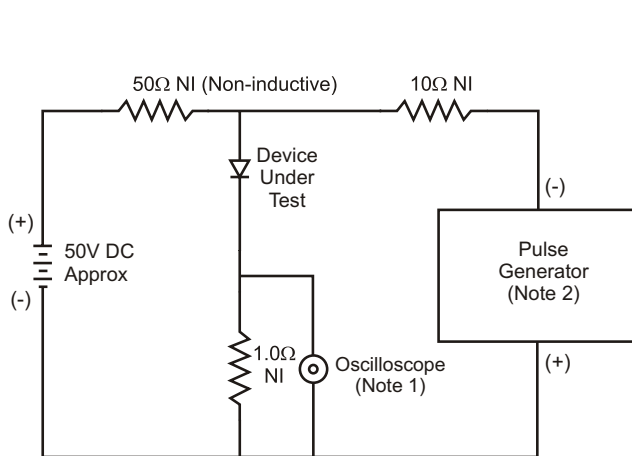 50Ω NI (Non-inductive)
10Ω NI
Device
Under
Test
(-)
(+)
50V DC
Approx
(-)
Pulse
Generator
(Note 2)
1.0Ω
NI
Oscilloscope
(Note 1)
(+)